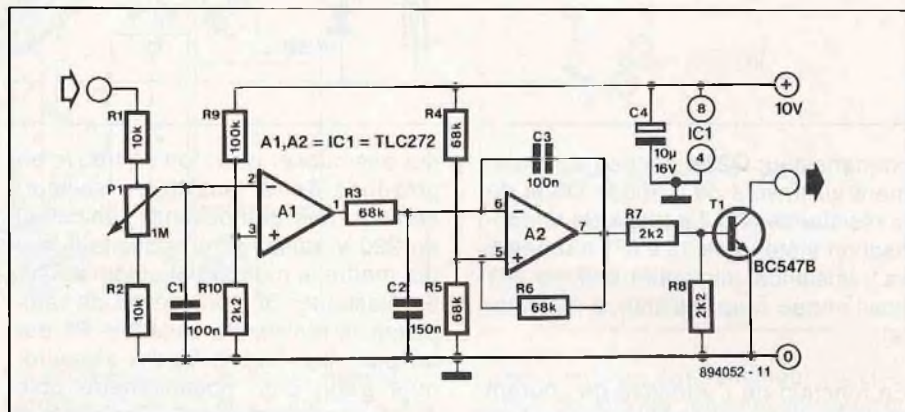 R1
10k
P1
1M
R2
10k
C1
100n
R9
100k
R10
2k2
A1,A2 = IC1 = TLC272
2
3
A1
1
R3
68k
C2
150n
R4
68k
R5
68k
C3
100n
6
5
A2
7
R6
68k
R7
2k2
R8
2k2
C4
10µ
16V
8
IC1
4
T1
BC547B
+
10V
0
894052 - 11